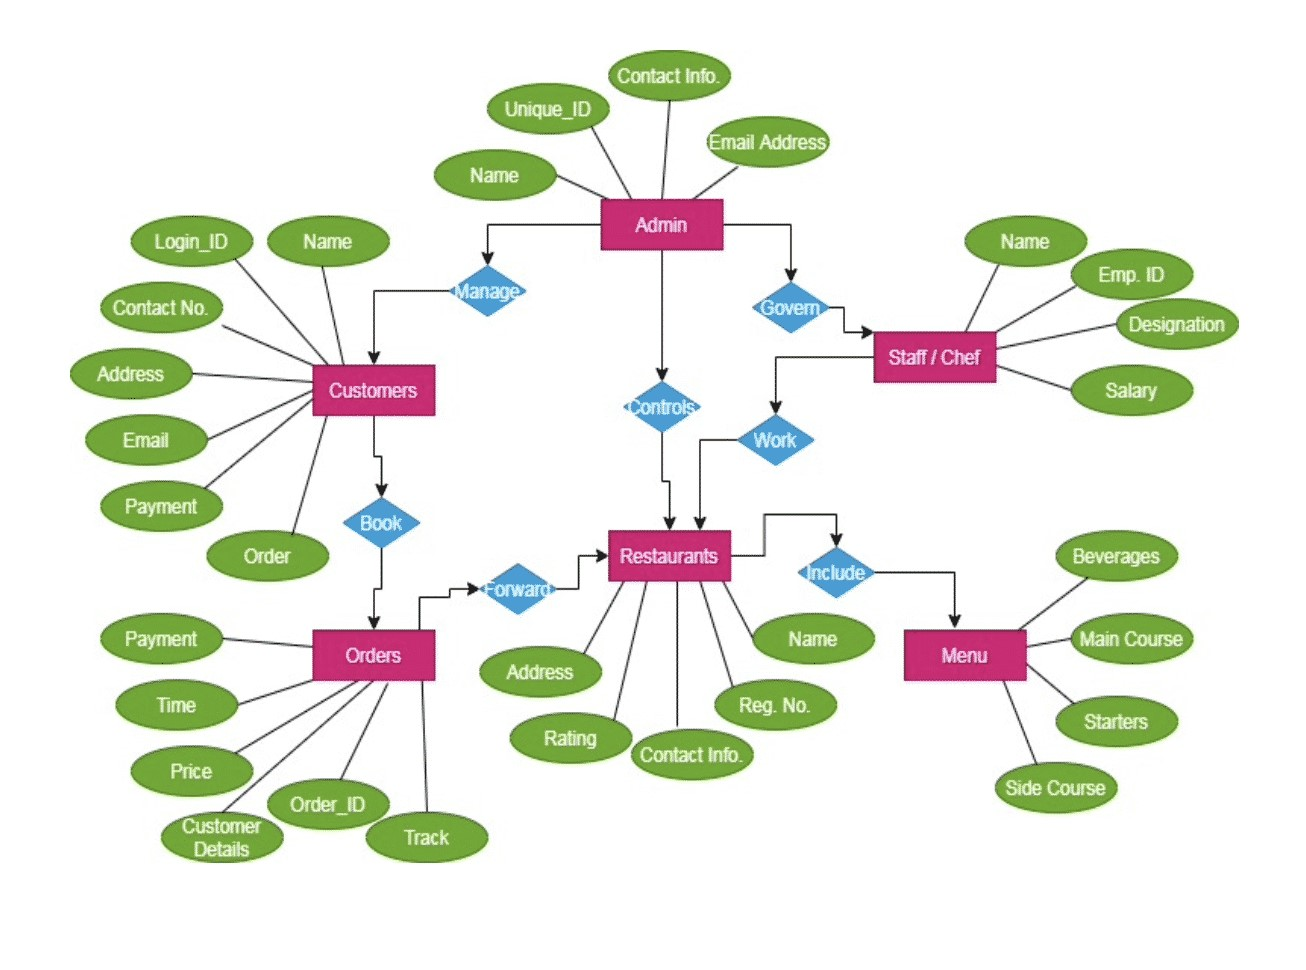 Contact Info.
Unique_ID
Email Address
Name
Admin
Login_ID
Name
Name
Emp. ID
Manage
Contact No.
Govern
Designation
Staff / Chef
Address
Customers
Salary
Controls
Email
Work
Payment
Book
Order
Restaurants
Beverages
Include
Forward
Payment
Name
Main Course
Orders
Menu
Address
Time
Reg. No.
Starters
Rating
Contact Info.
Price
Side Course
Order_ID
Customer
Details
Track